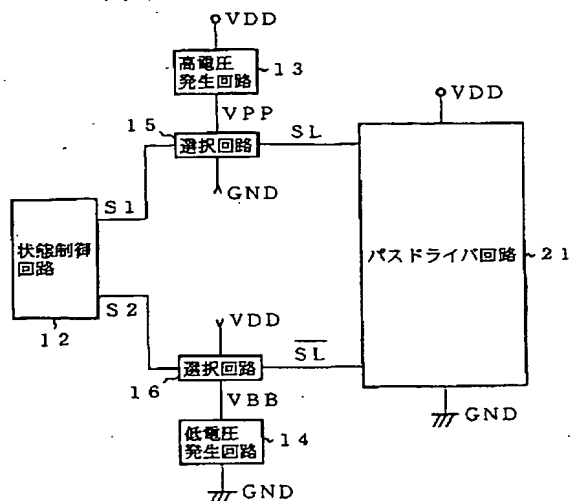 VDD
高電圧
発生回路
13
VPP
15
選択回路
SL
GND
VDD
S1
状態制御
回路
12
S2
パスドライバ回路
21
VDD
選択回路
16
SL
VBB
低電圧
発生回路
14
GND
GND